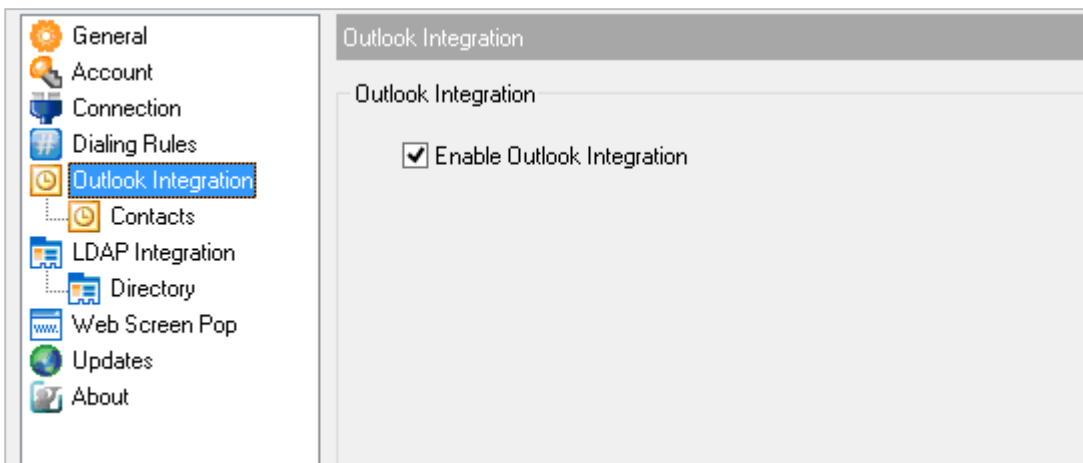 General
Account
Connection
Dialing Rules
Outlook Integration
Contacts
LDAP Integration
Directory
www.
Web Screen Pop
Updates
About
Outlook Integration
Outlook Integration
Enable Outlook Integration